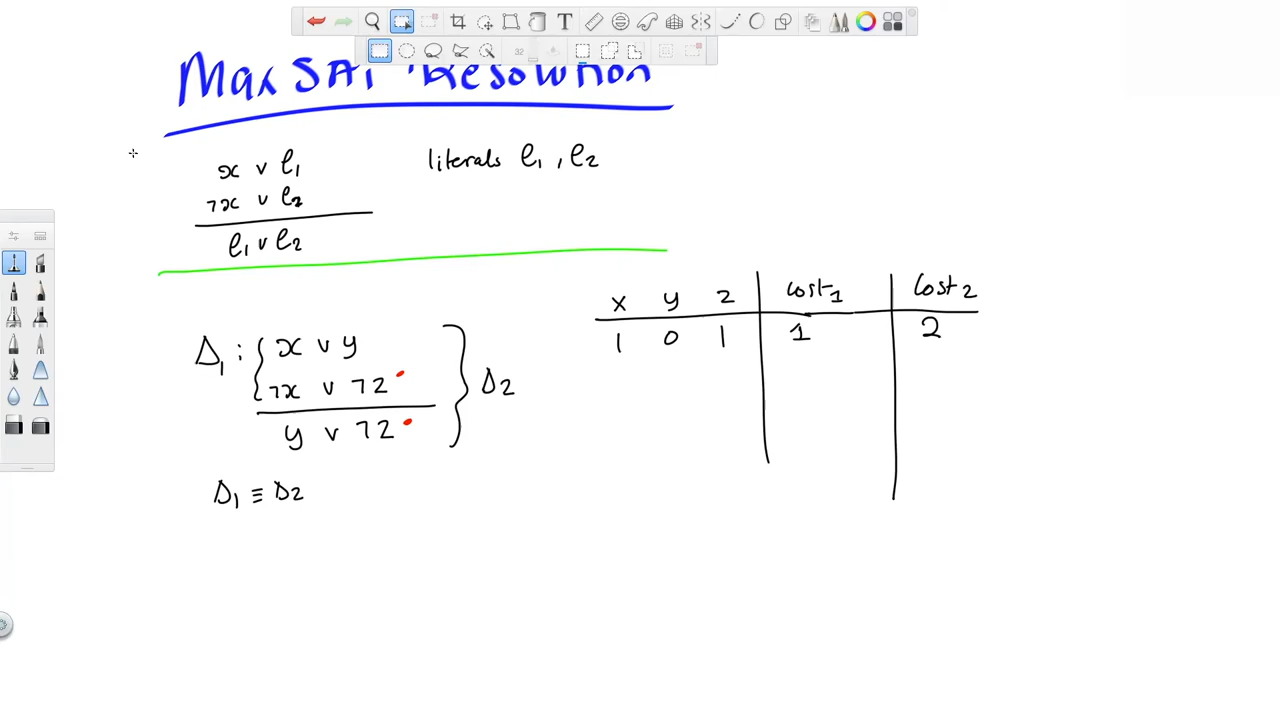 MaxSAT Resolution
x ∨ ℓ₁
¬x ∨ ℓ₂
ℓ₁ ∨ ℓ₂
literals ℓ₁, ℓ₂
Δ₁ : { x ∨ y
¬x ∨ ¬z
y ∨ ¬z
} Δ₂
Δ₁ ≡ Δ₂
x y z cost₁ cost₂
1 0 1 1 2
T
32